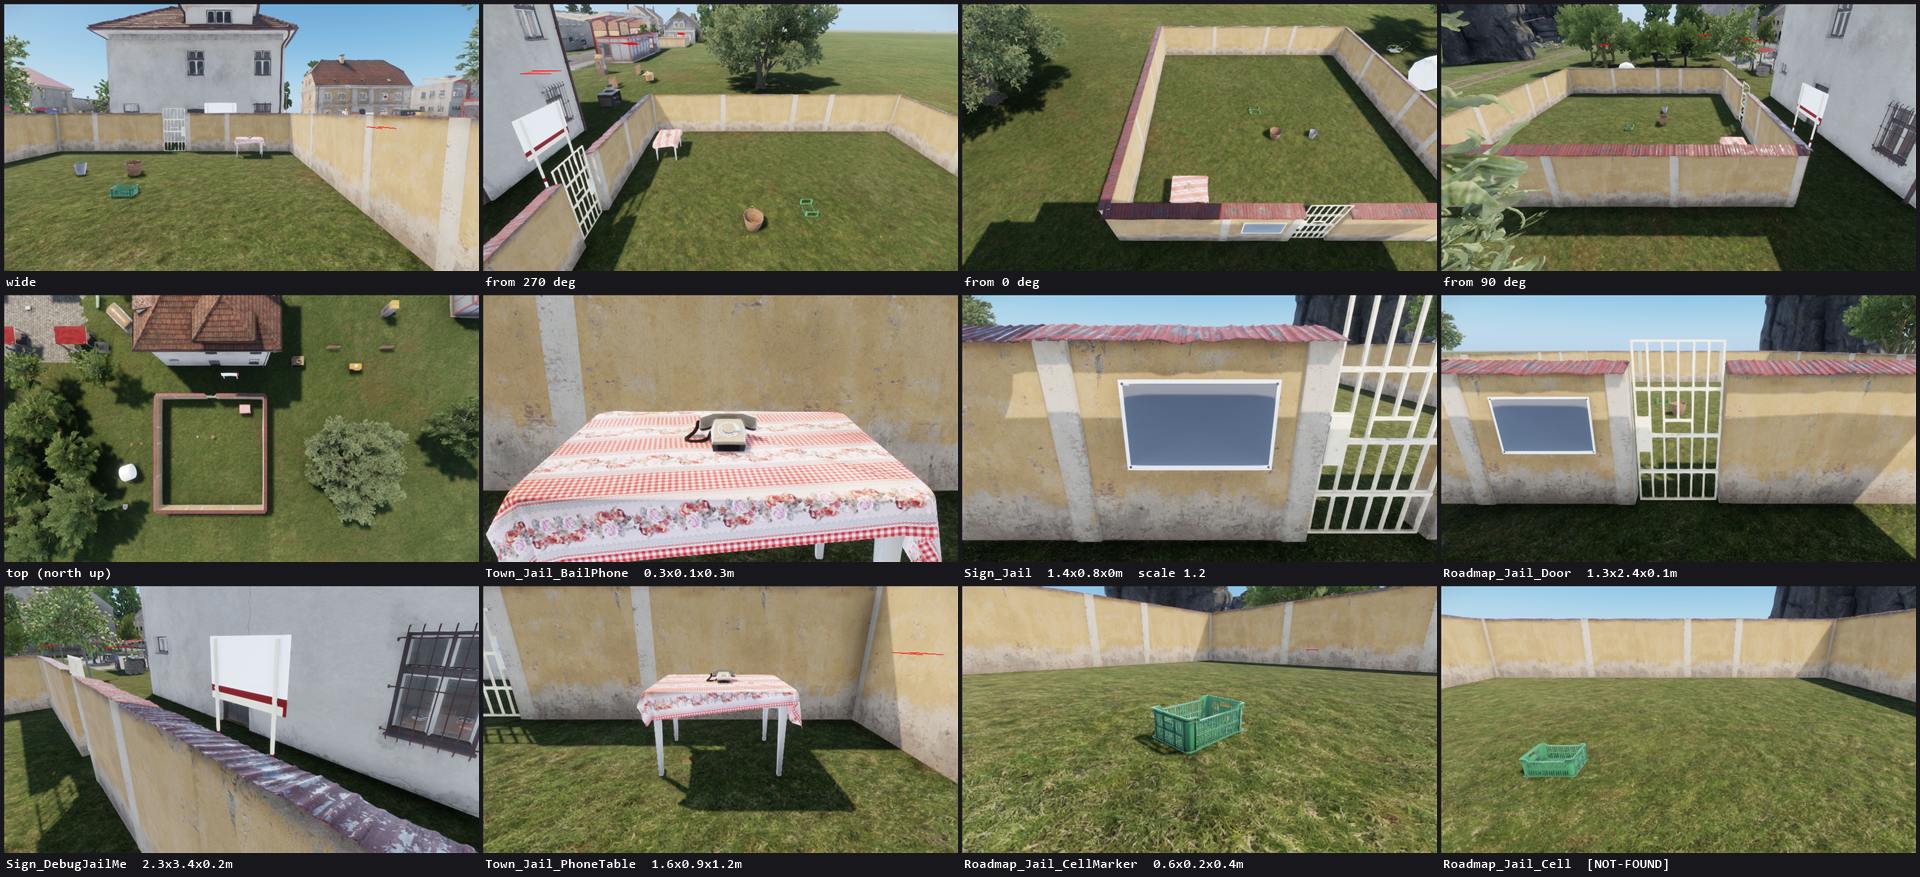 wide
from 270 deg
from 0 deg
from 90 deg
top (north up)
Town_Jail_BailPhone 0.3x0.1x0.3m
Sign_Jail 1.4x0.8x0m scale 1.2
Roadmap_Jail_Door 1.3x2.4x0.1m
Sign_DebugJailMe 2.3x3.4x0.2m
Town_Jail_PhoneTable 1.6x0.9x1.2m
Roadmap_Jail_CellMarker 0.6x0.2x0.4m
Roadmap_Jail_Cell [NOT-FOUND]